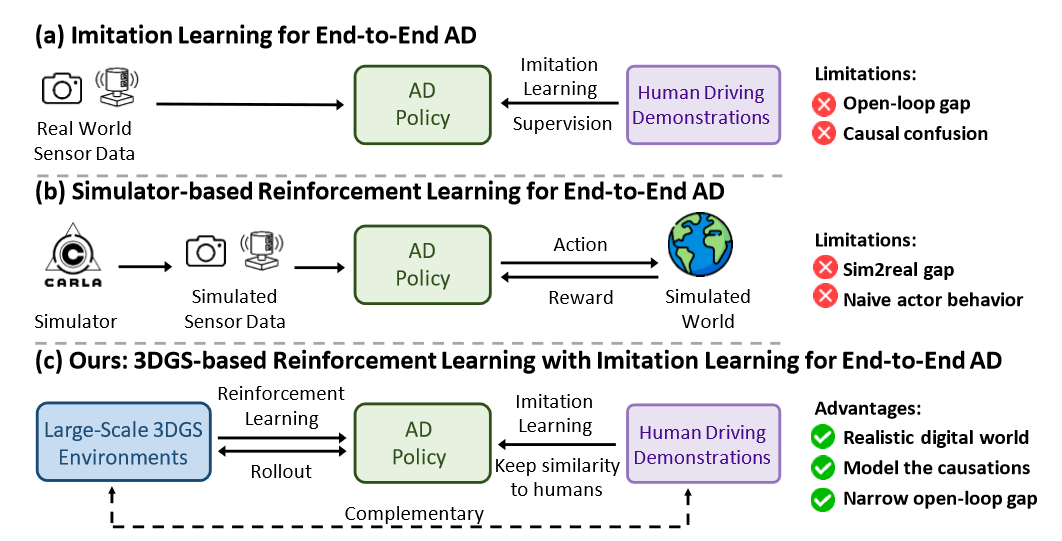 (a) Imitation Learning for End-to-End AD
Real World
Sensor Data
AD
Policy
Imitation
Learning
Supervision
Human Driving
Demonstrations
Limitations:
Open-loop gap
Causal confusion
(b) Simulator-based Reinforcement Learning for End-to-End AD
CARLA
Simulator
Simulated
Sensor Data
AD
Policy
Action
Reward
Simulated
World
Limitations:
Sim2real gap
Naive actor behavior
(c) Ours: 3DGS-based Reinforcement Learning with Imitation Learning for End-to-End AD
Large-Scale 3DGS
Environments
Reinforcement
Learning
Rollout
AD
Policy
Imitation
Learning
Keep similarity
to humans
Human Driving
Demonstrations
Complementary
Advantages:
Realistic digital world
Model the causations
Narrow open-loop gap